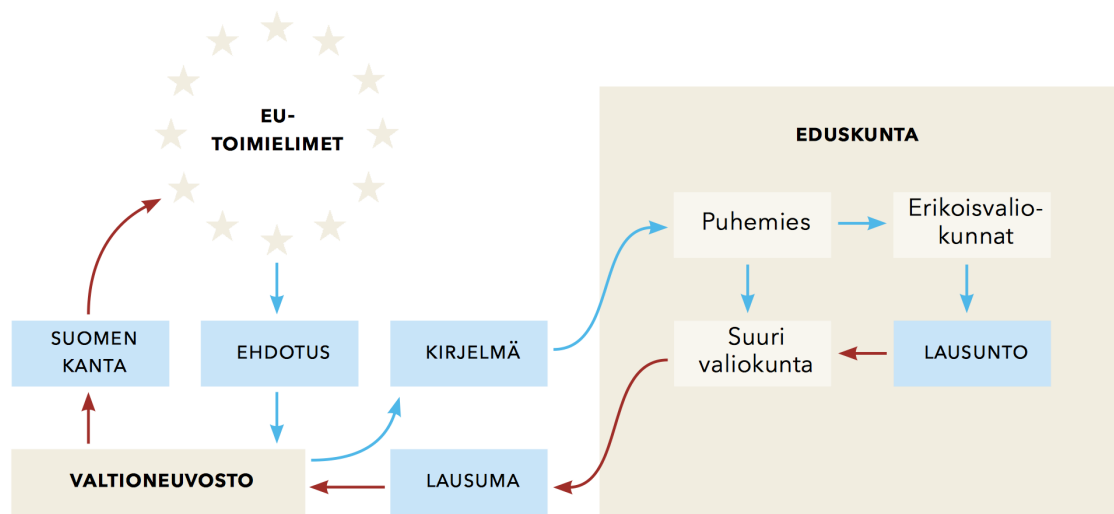 EU-
TOIMIELIMET
EDUSKUNTA
Puhemies
Erikoisvalio-
kunnat
SUOMEN
KANTA
EHDOTUS
KIRJELMÄ
Suuri
valiokunta
LAUSUNTO
VALTIONEUVOSTO
LAUSUMA